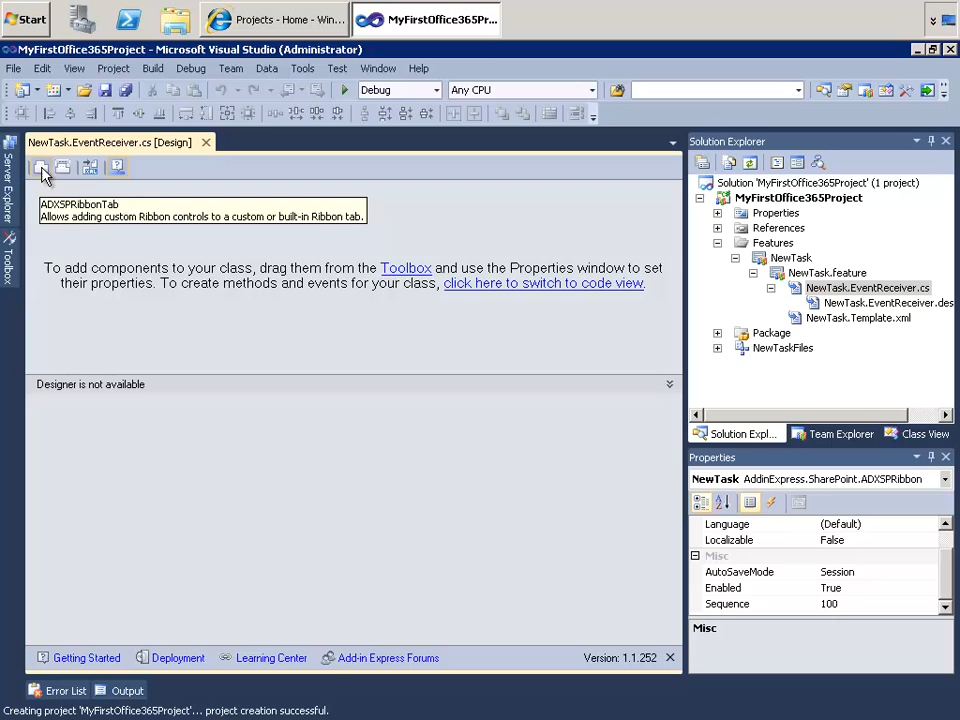 Start
Projects - Home - Win...
MyFirstOffice365Pr...
MyFirstOffice365Project - Microsoft Visual Studio (Administrator)
File Edit View Project Build Debug Team Data Tools Test Window Help
Debug
Any CPU
Server Explorer
Toolbox
NewTask.EventReceiver.cs [Design]
ADXSPRibbonTab
Allows adding custom Ribbon controls to a custom or built-in Ribbon tab.
To add components to your class, drag them from the Toolbox and use the Properties window to set
their properties. To create methods and events for your class, click here to switch to code view.
Designer is not available
Getting Started Deployment Learning Center Add-in Express Forums Version: 1.1.252
Solution Explorer
Solution 'MyFirstOffice365Project' (1 project)
MyFirstOffice365Project
Properties
References
Features
NewTask
NewTask.feature
NewTask.EventReceiver.cs
NewTask.EventReceiver.des
NewTask.Template.xml
Package
NewTaskFiles
Solution Expl... Team Explorer Class View
Properties
NewTask AddinExpress.SharePoint.ADXSPRibbon
Language (Default)
Localizable False
Misc
AutoSaveMode Session
Enabled True
Sequence 100
Misc
Error List Output
Creating project 'MyFirstOffice365Project'... project creation successful.